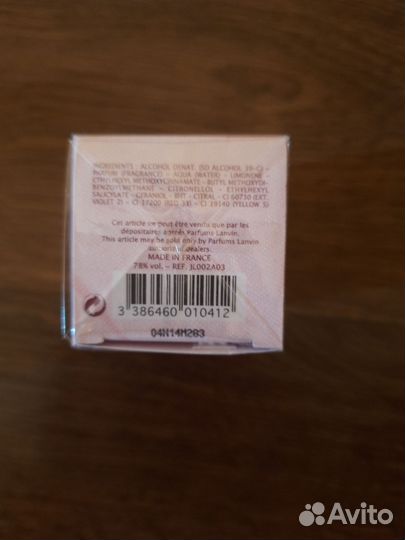 INGREDIENTS : ALCOHOL DENAT. (SD ALCOHOL 39-C) –
PARFUM (FRAGRANCE) – AQUA (WATER) – LIMONENE –
ETHYLHEXYL METHOXYCINNAMATE – BUTYL METHOXYDI-
BENZOYLMETHANE – CITRONELLOL – ETHYLHEXYL
SALICYLATE – GERANIOL – BHT – CITRAL – CI 60730 (EXT.
VIOLET 2) – CI 17200 (RED 33) – CI 19140 (YELLOW 5)
Cet article ne peut être vendu que par les
dépositaires agréés Parfums Lanvin.
This article may be sold only by Parfums Lanvin
dealers.
MADE IN FRANCE
78% vol. – REF. JL002A03
3 386460 010412
04N14M283
Avito